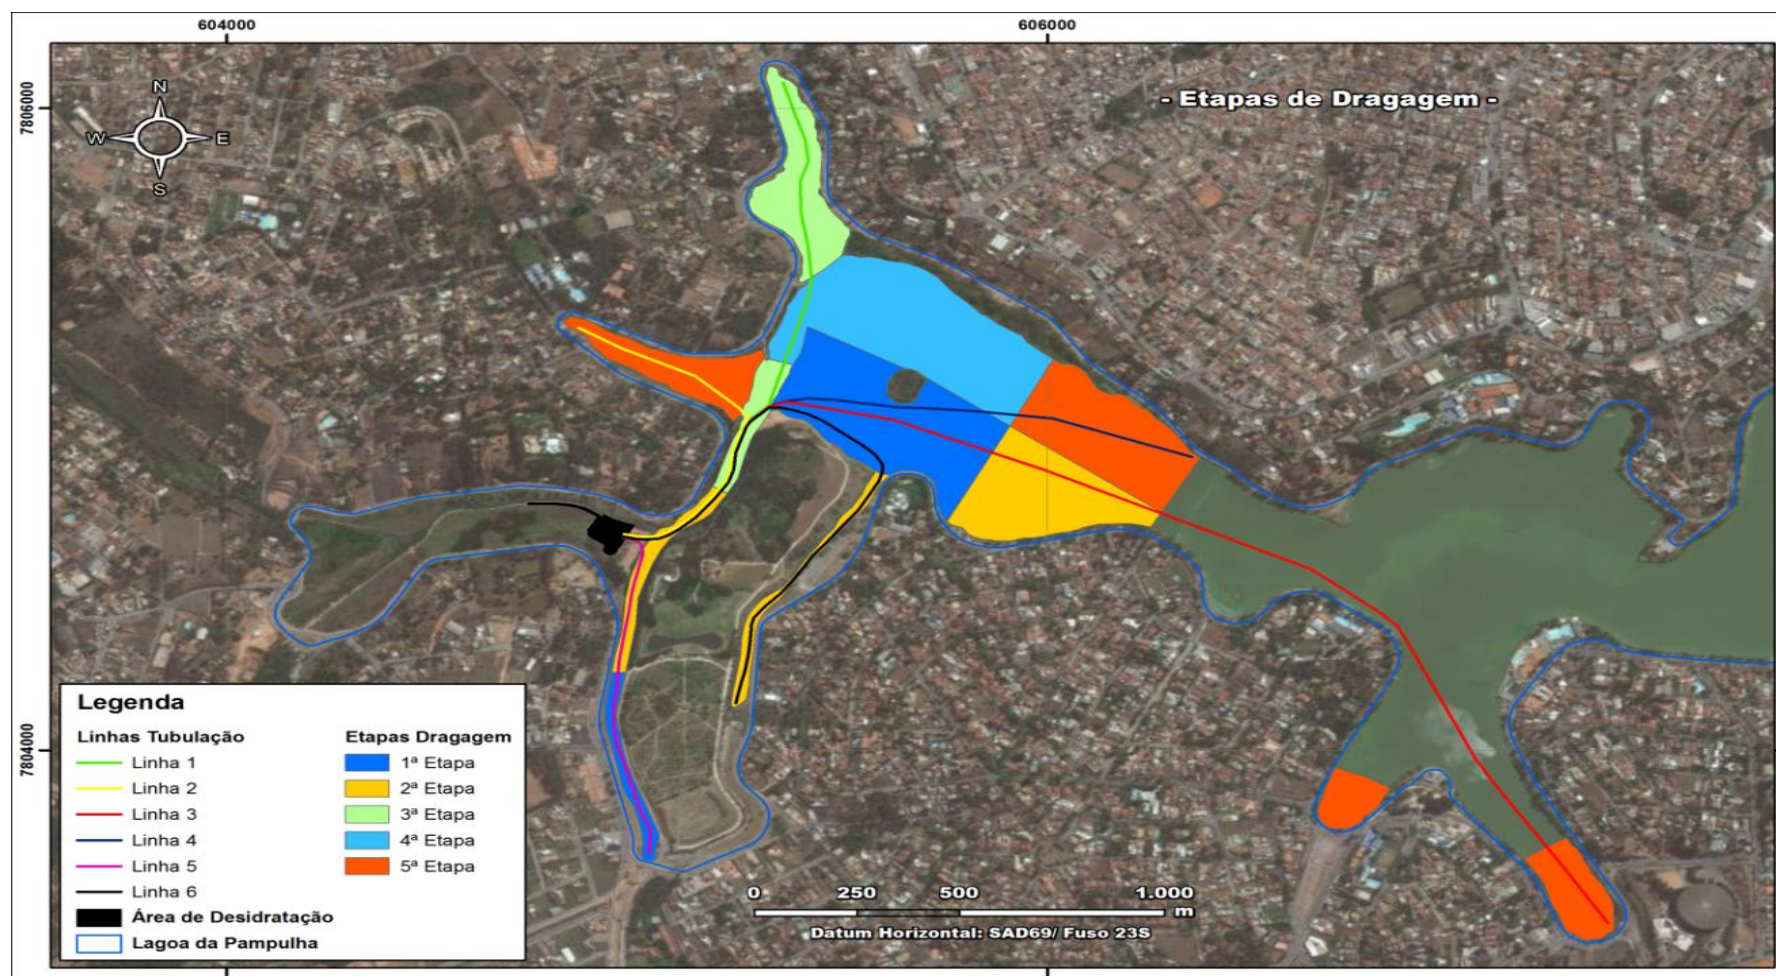 604000
606000
7806000
- Etapas de Dragagem -
N
W
E
S
7804000
Legenda
Linhas Tubulação
Linha 1
Linha 2
Linha 3
Linha 4
Linha 5
Linha 6
Área de Desidratação
Lagoa da Pampulha
Etapas Dragagem
1ª Etapa
2ª Etapa
3ª Etapa
4ª Etapa
5ª Etapa
0 250 500 1.000
m
Datum Horizontal: SAD69/ Fuso 23S